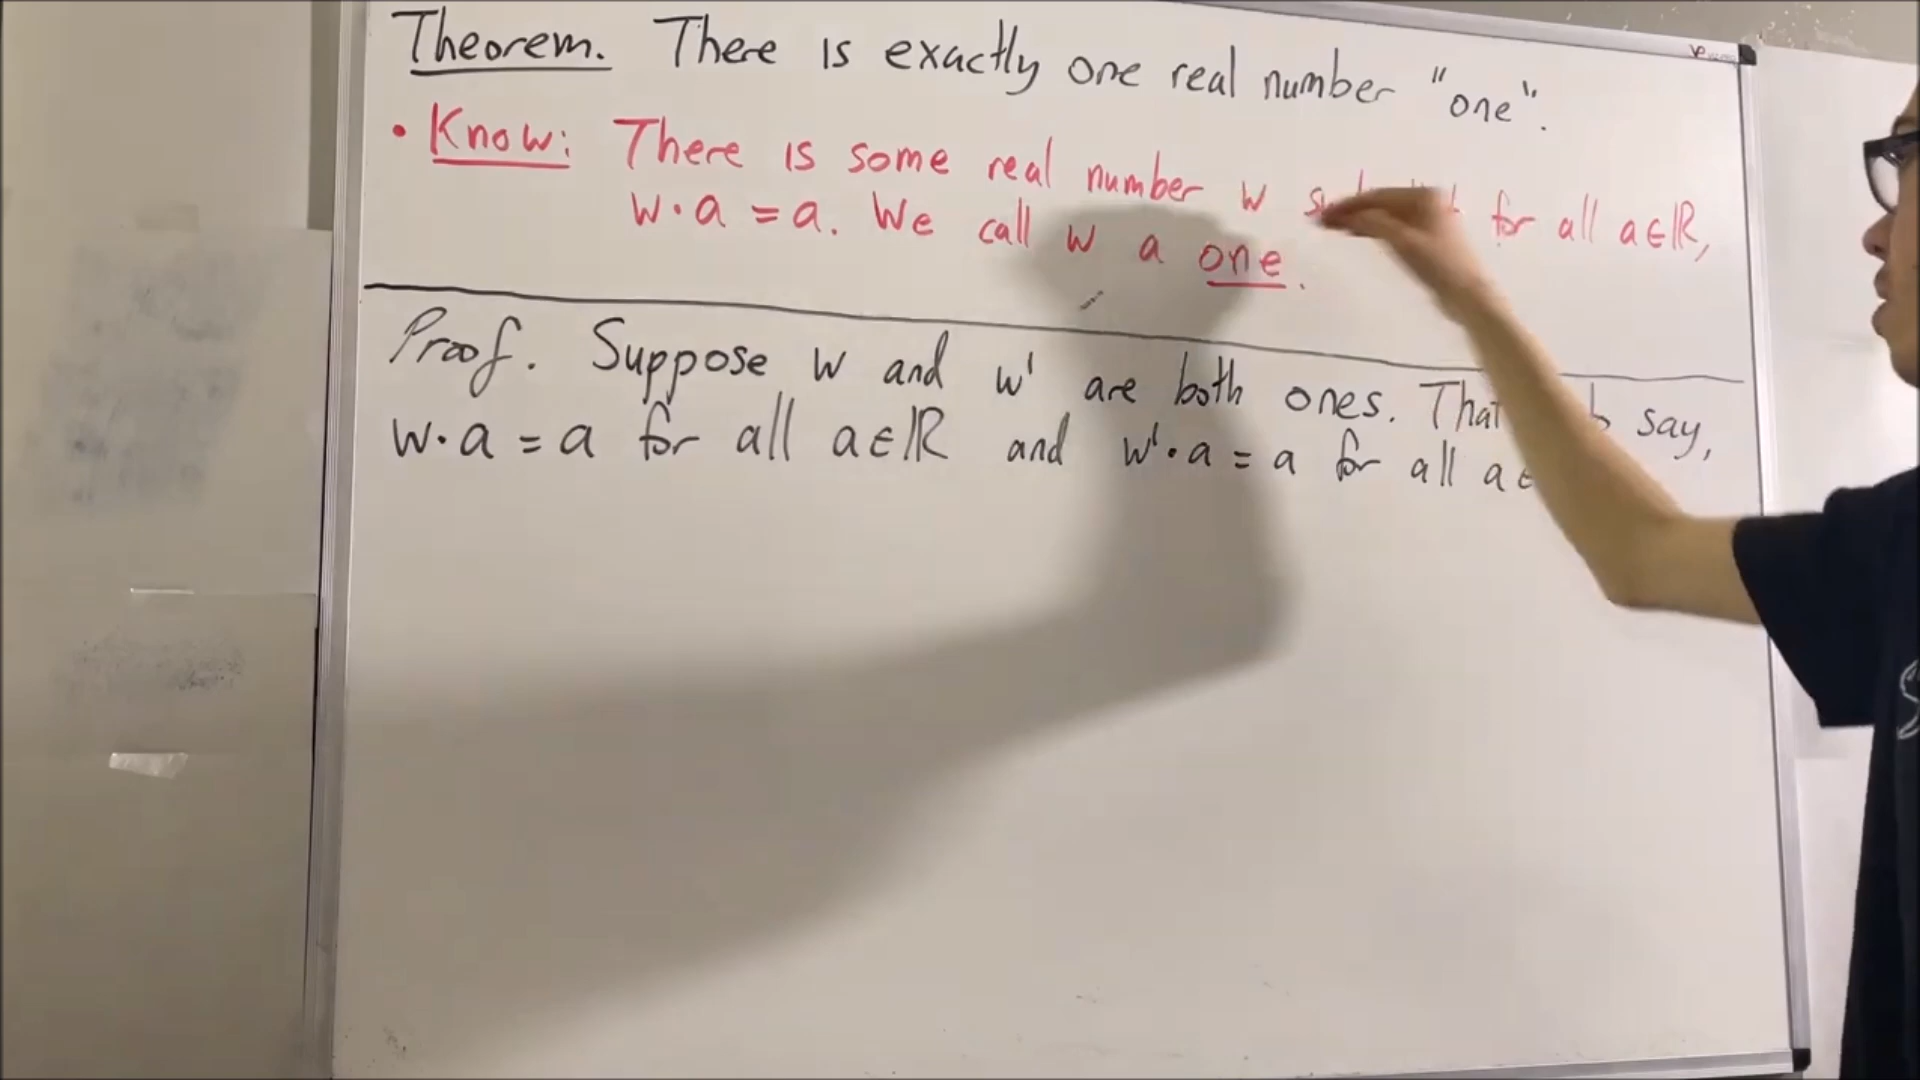 Theorem. There is exactly one real number "one".
• Know: There is some real number w for all a∈ℝ,
w·a = a. We call w a one.
Proof. Suppose w and w' are both ones. That say,
w·a = a for all a∈ℝ and w'·a = a for all a∈